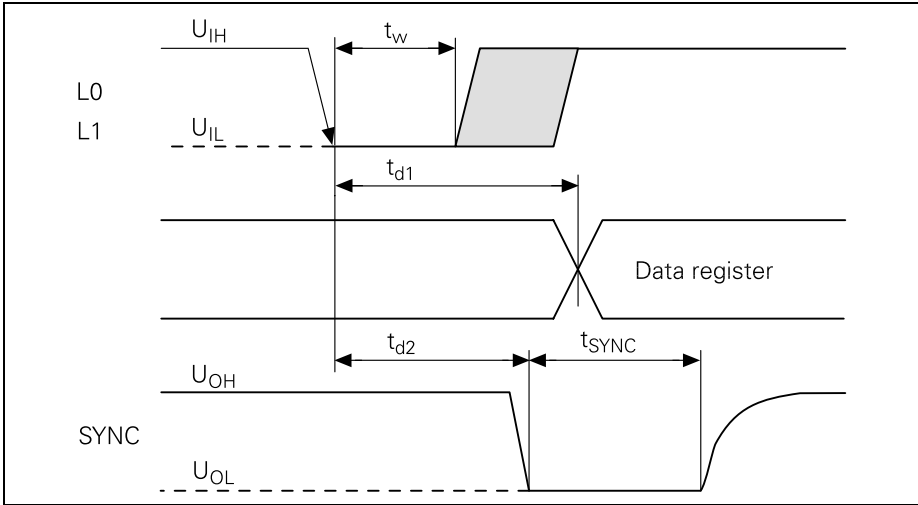 U_IH
t_w
L0
L1
U_IL
t_d1
Data register
t_d2
t_SYNC
U_OH
SYNC
U_OL